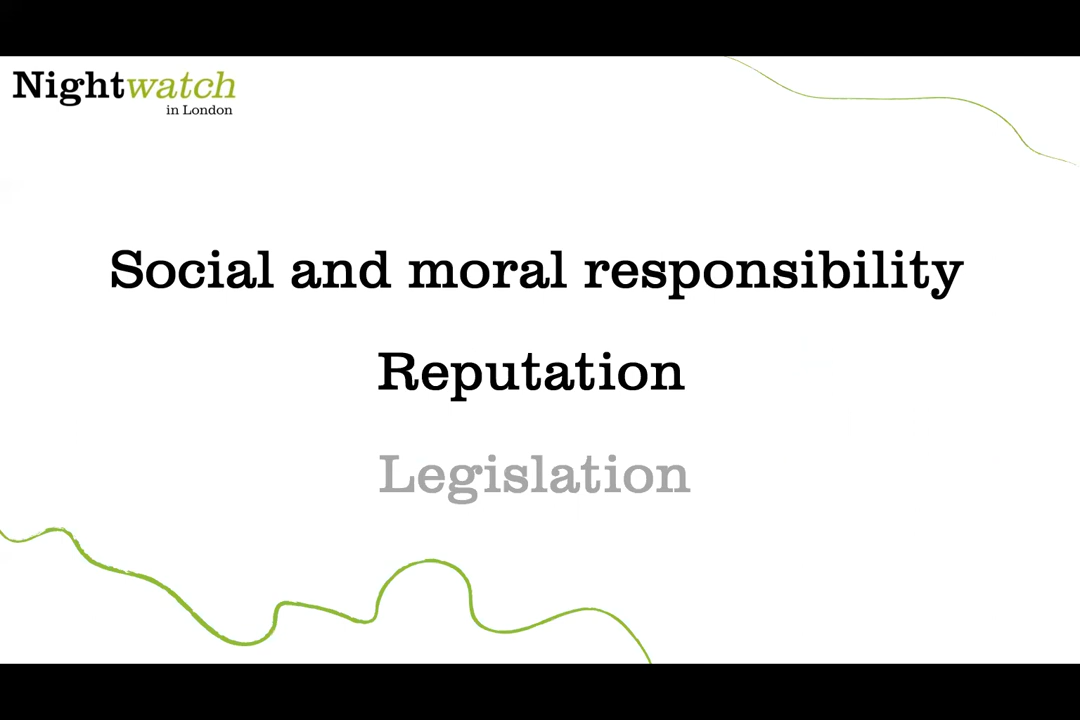 Nightwatch
in London
Social and moral responsibility
Reputation
Legislation